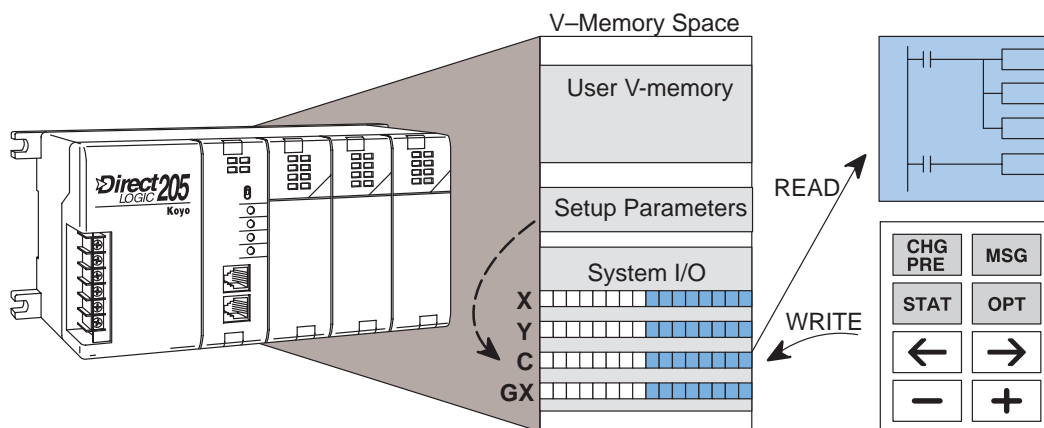 V–Memory Space
User V-memory
Setup Parameters
System I/O
X
Y
C
GX
READ
WRITE
Direct
LOGIC 205
Koyo
CHG
PRE
MSG
STAT
OPT